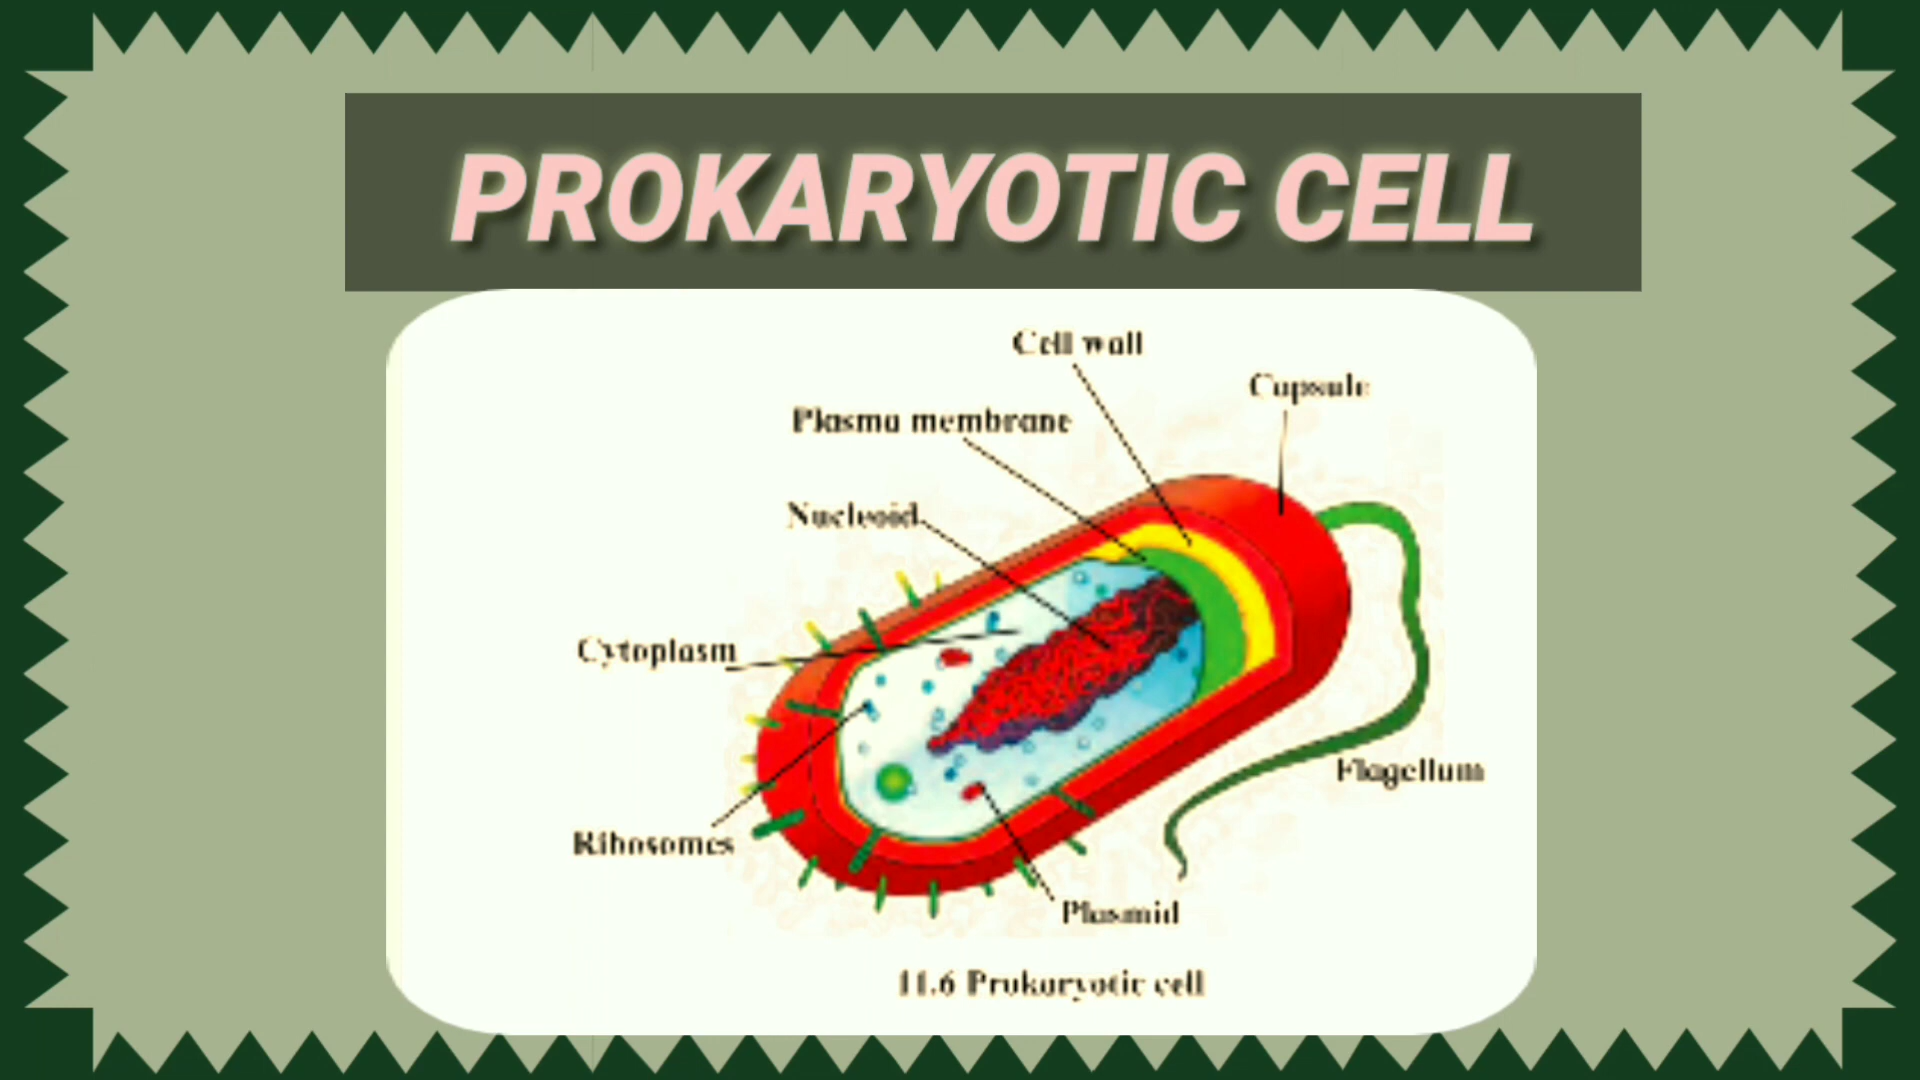 PROKARYOTIC CELL
Cell wall
Capsule
Plasma membrane
Nucleoid
Cytoplasm
Flagellum
Ribosomes
Plasmid
11.6 Prokaryotic cell